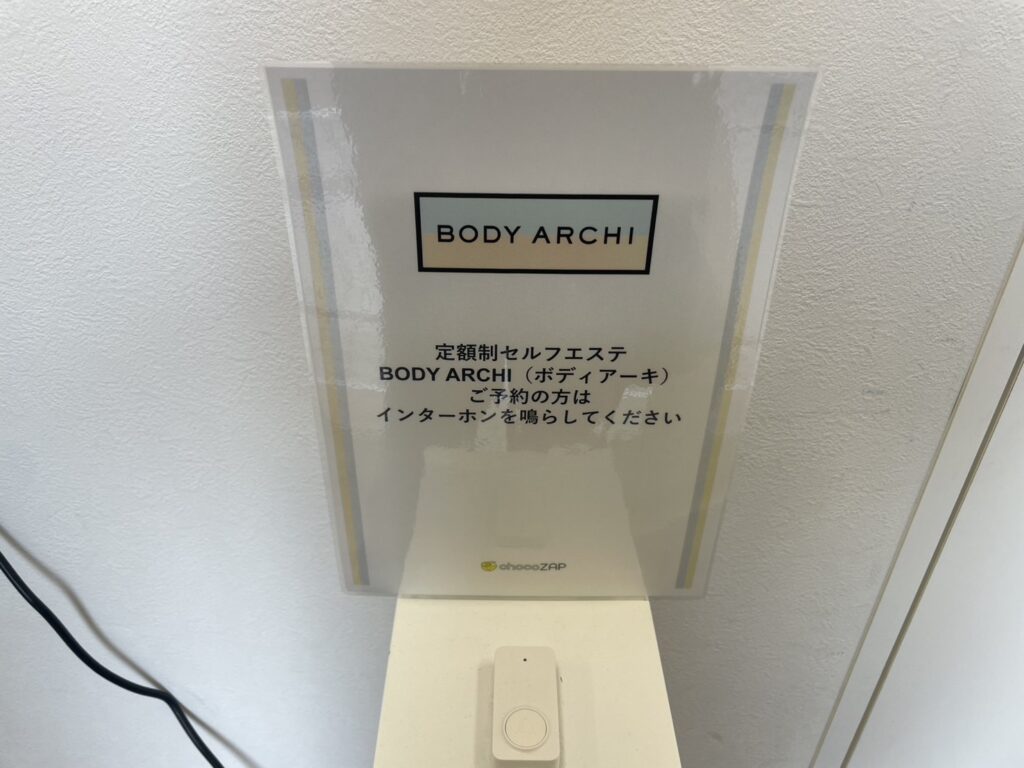 BODY ARCHI
定額制セルフエステ
BODY ARCHI（ボディアーキ）
ご予約の方は
インターホンを鳴らしてください
chocoZAP